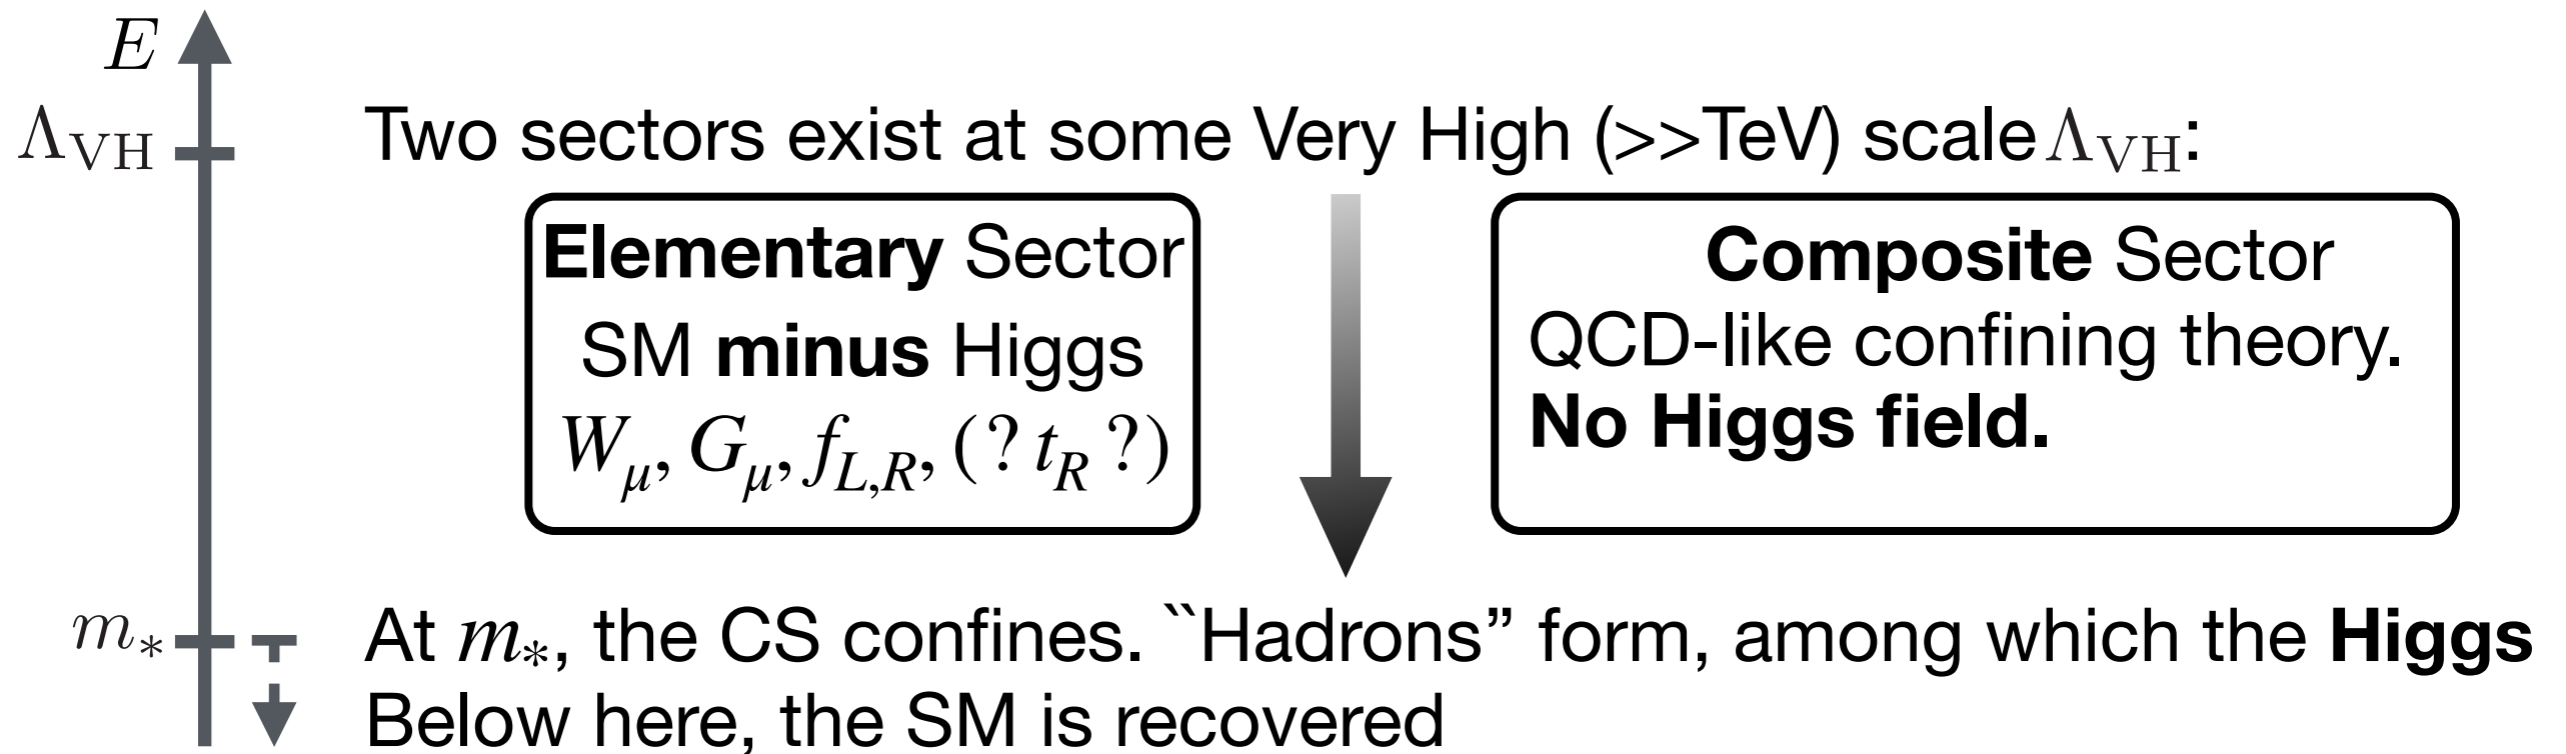 E
Λ_VH
Two sectors exist at some Very High (>>TeV) scale Λ_VH:
Elementary Sector
SM minus Higgs
W_μ, G_μ, f_{L,R}, (? t_R ?)
Composite Sector
QCD-like confining theory.
No Higgs field.
m_*
At m_*, the CS confines. ``Hadrons” form, among which the Higgs
Below here, the SM is recovered